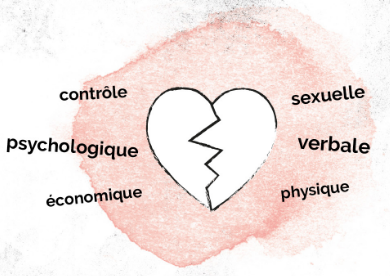 contrôle
psychologique
économique
sexuelle
verbale
physique